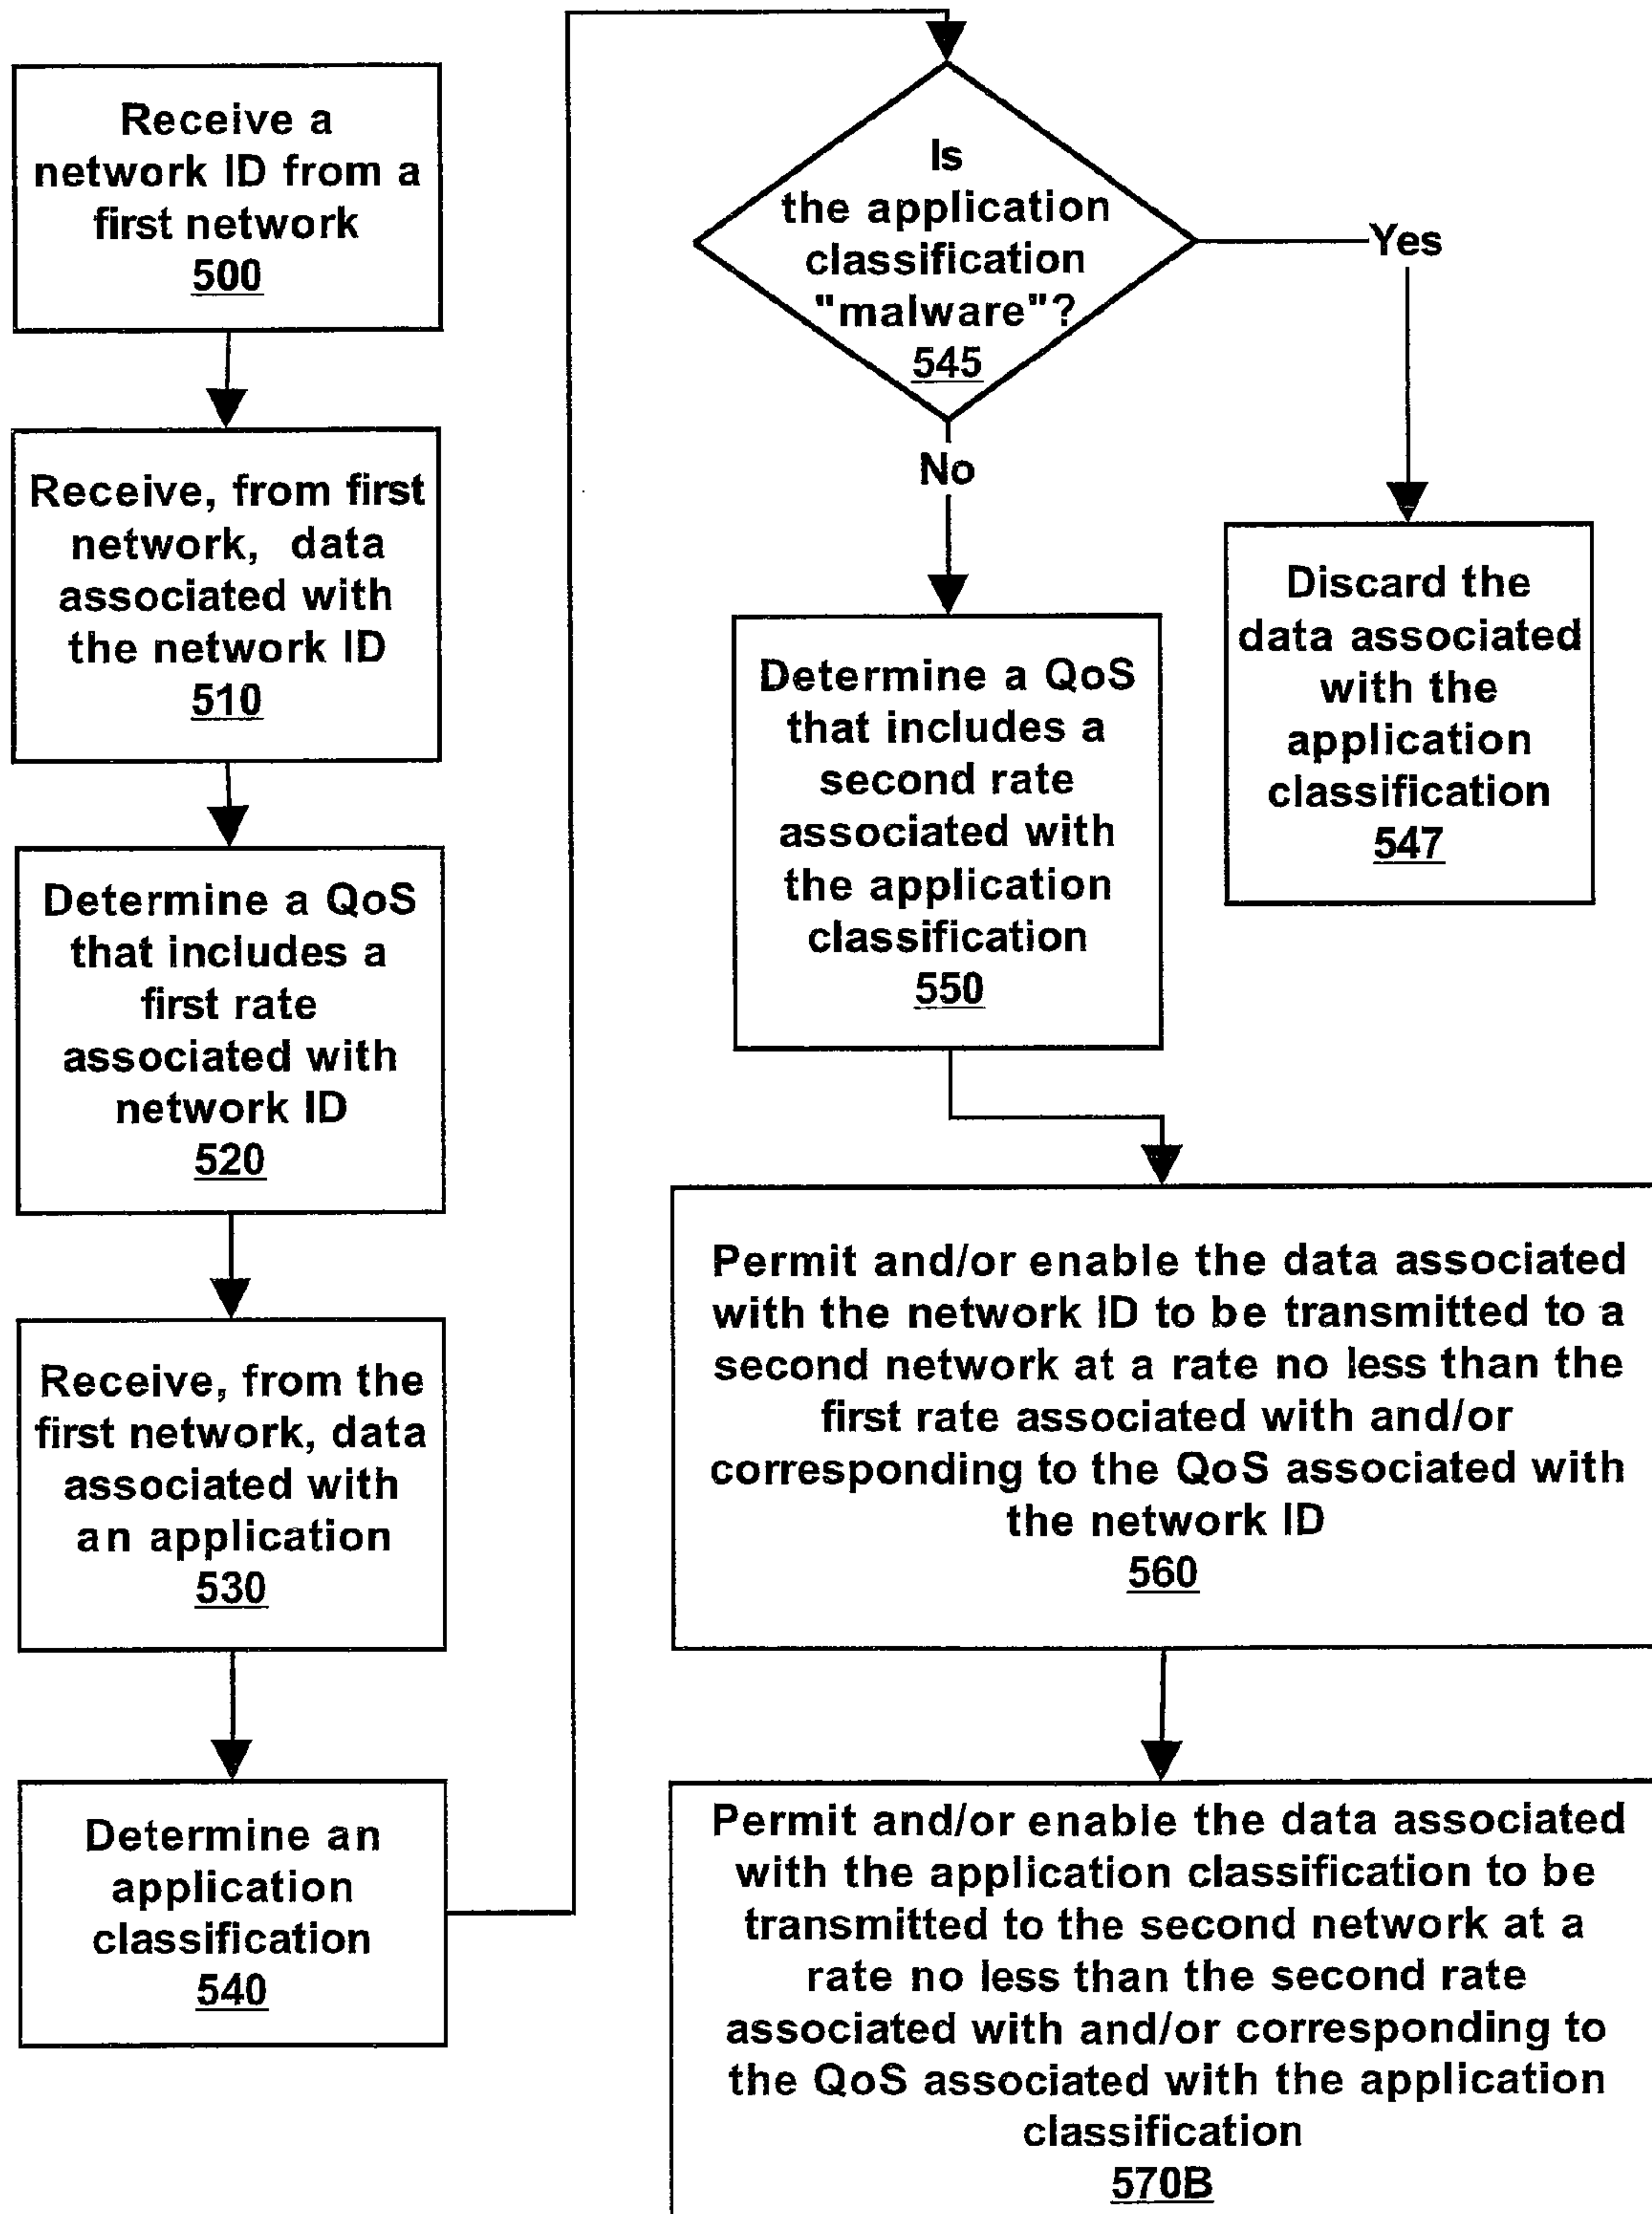 Receive a
network ID from a
first network
500
Receive, from first
network, data
associated with
the network ID
510
Determine a QoS
that includes a
first rate
associated with
network ID
520
Receive, from the
first network, data
associated with
an application
530
Determine an
application
classification
540
Is
the application
classification
"malware"?
545
Yes
No
Discard the
data associated
with the
application
classification
547
Determine a QoS
that includes a
second rate
associated with
the application
classification
550
Permit and/or enable the data associated
with the network ID to be transmitted to a
second network at a rate no less than the
first rate associated with and/or
corresponding to the QoS associated with
the network ID
560
Permit and/or enable the data associated
with the application classification to be
transmitted to the second network at a
rate no less than the second rate
associated with and/or corresponding to
the QoS associated with the application
classification
570B